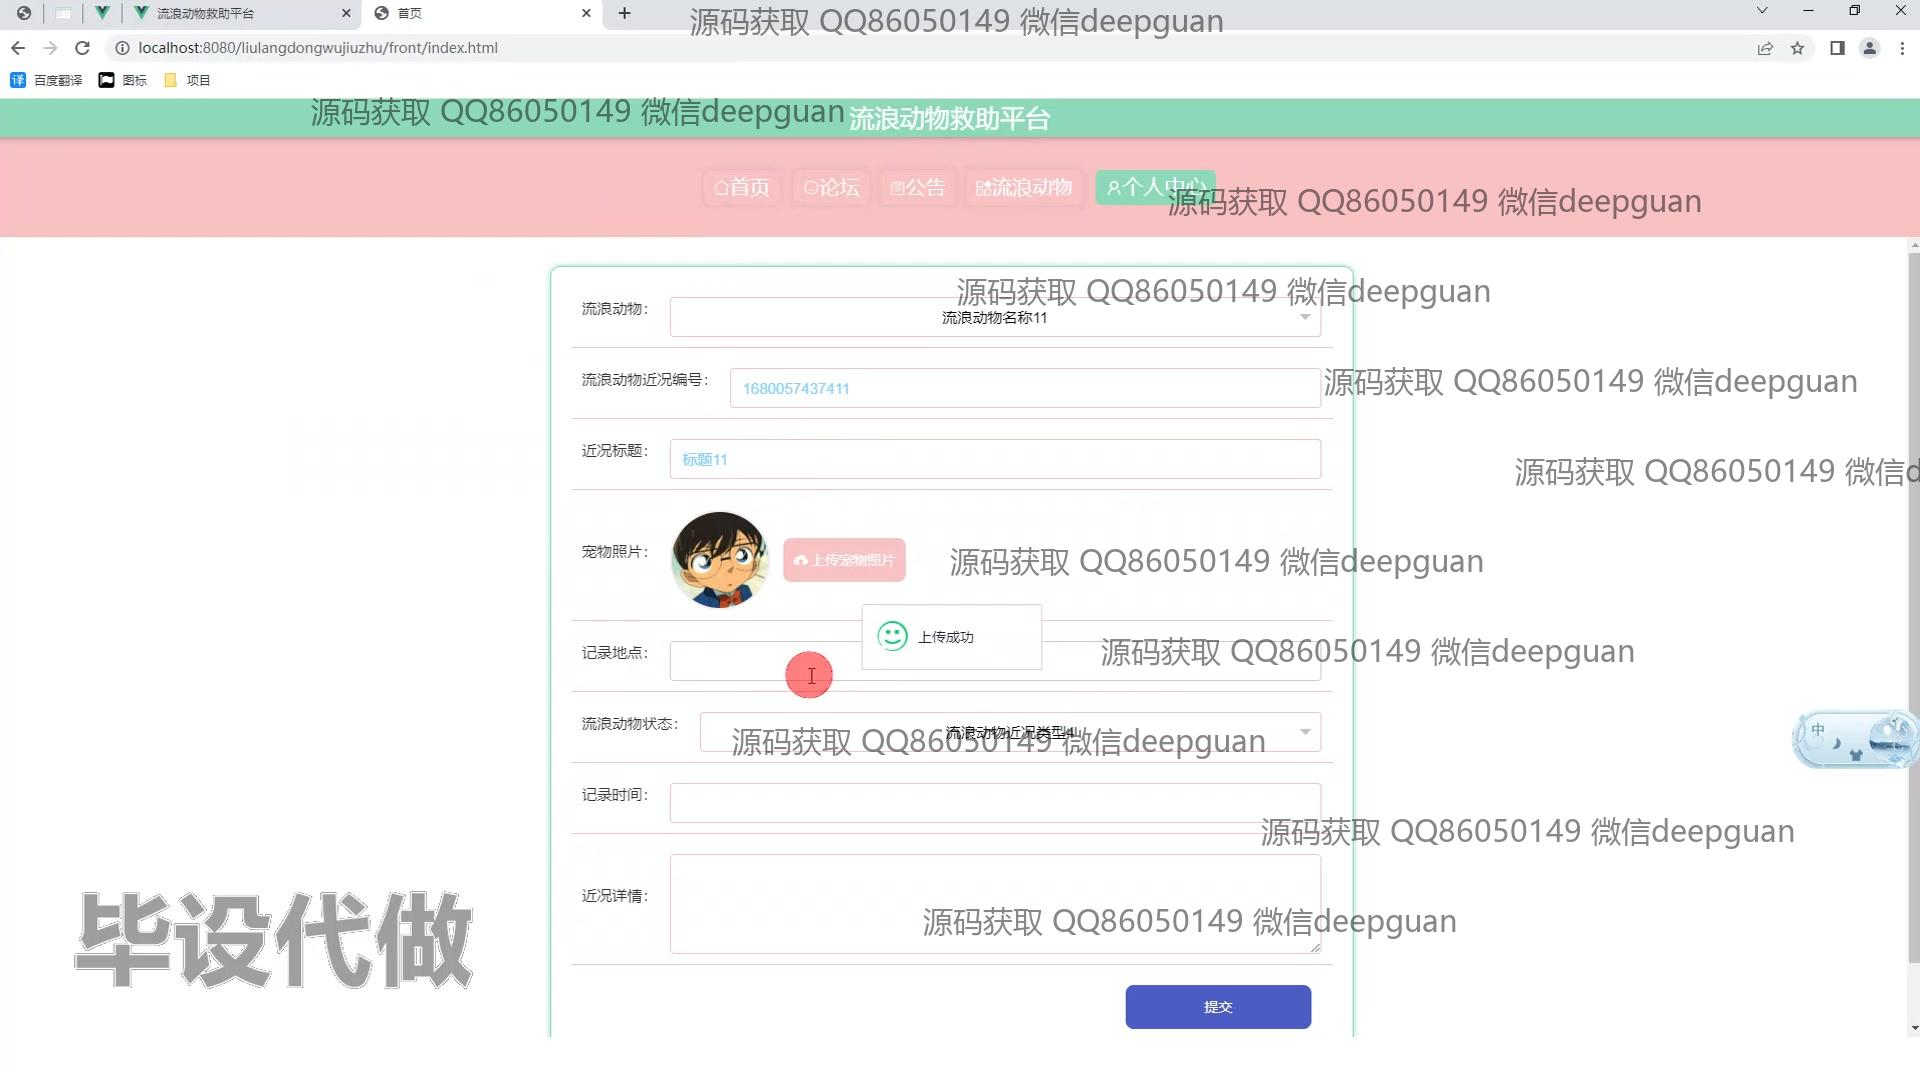 流浪动物救助平台
首页
源码获取 QQ86050149 微信deepguan
localhost:8080/liulangdongwujiuzhu/front/index.html
译 百度翻译 图标 项目
源码获取 QQ86050149 微信deepguan
流浪动物救助平台
首页 论坛 公告 流浪动物 个人中心
源码获取 QQ86050149 微信deepguan
源码获取 QQ86050149 微信deepguan
流浪动物：
流浪动物名称11
流浪动物近况编号：
1680057437411
源码获取 QQ86050149 微信deepguan
近况标题：
标题11
源码获取 QQ86050149 微信d
宠物照片：
上传宠物照片
源码获取 QQ86050149 微信deepguan
上传成功
记录地点：
源码获取 QQ86050149 微信deepguan
流浪动物状态：
流浪动物近况类型4
源码获取 QQ86050149 微信deepguan
中
记录时间：
源码获取 QQ86050149 微信deepguan
近况详情：
源码获取 QQ86050149 微信deepguan
毕设代做
提交